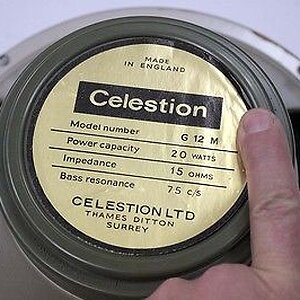 MADE
IN ENGLAND
Celestion
Model number G 12 M
Power capacity 20 WATTS
Impedance 15 OHMS
Bass resonance 75 C/S
CELESTION LTD
THAMES DITTON
SURREY